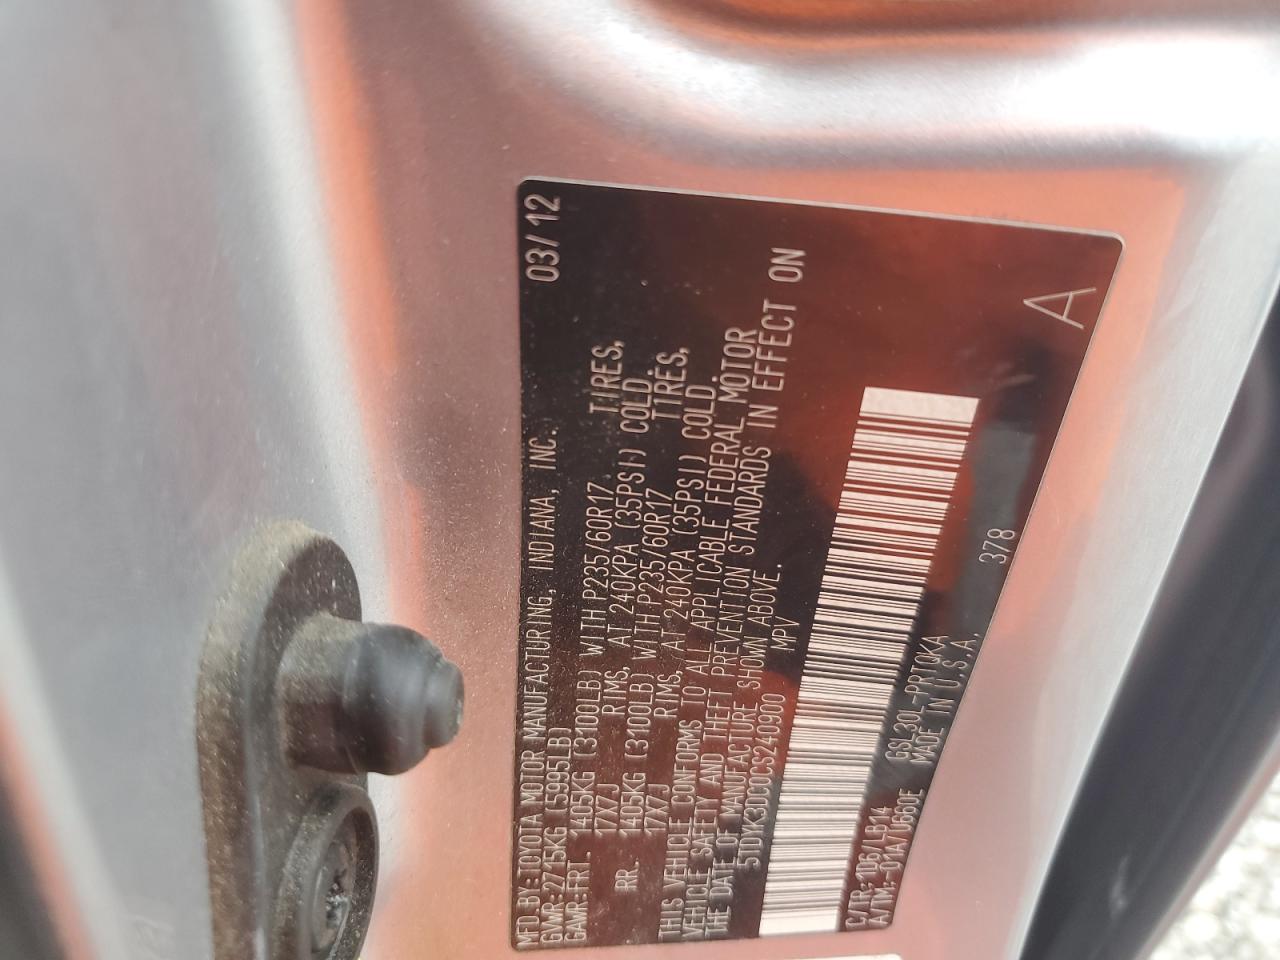 MFD.BY:TOYOTA MOTOR MANUFACTURING, INDIANA, INC. 03/12
GVWR:2715KG (5995LB)
GAWR:FRT. 1405KG (3100LB) WITH P235/60R17 TIRES,
17X7J RIMS, AT 240KPA (35PSI) COLD.
RR. 1405KG (3100LB) WITH P235/60R17 TIRES,
17X7J RIMS, AT 240KPA (35PSI) COLD.
THIS VEHICLE CONFORMS TO ALL APPLICABLE FEDERAL MOTOR
VEHICLE SAFETY AND THEFT PREVENTION STANDARDS IN EFFECT ON
THE DATE OF MANUFACTURE SHOWN ABOVE.
5TDYK3DC0CS240900 MPV
C/TR:1D6/LB14 378
A/TM:-01A/U660E GSL30L-PRTQKA
MADE IN U.S.A.
A